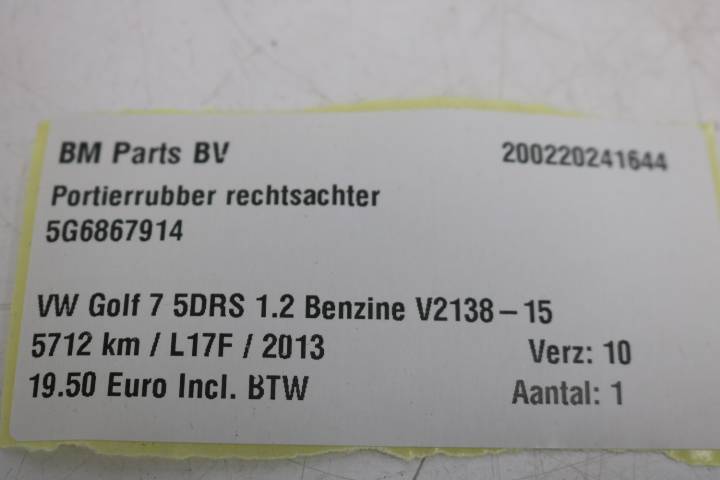 BM Parts BV 200220241644
Portierrubber rechtsachter
5G6867914
VW Golf 7 5DRS 1.2 Benzine V2138-15
5712 km / L17F / 2013 Verz: 10
19.50 Euro Incl. BTW Aantal: 1